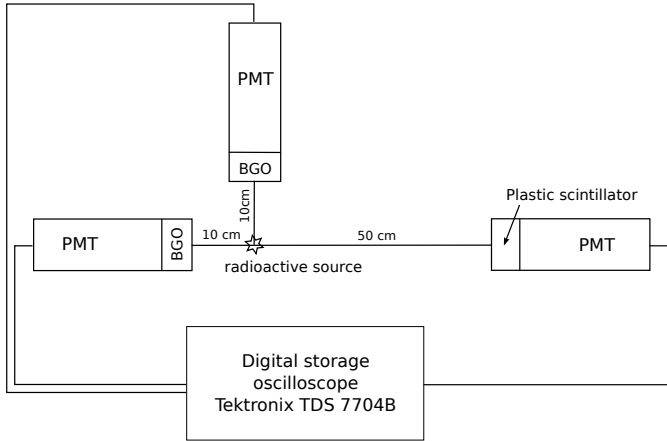 PMT
BGO
10cm
Plastic scintillator
PMT
BGO
10 cm
50 cm
PMT
radioactive source
Digital storage
oscilloscope
Tektronix TDS 7704B